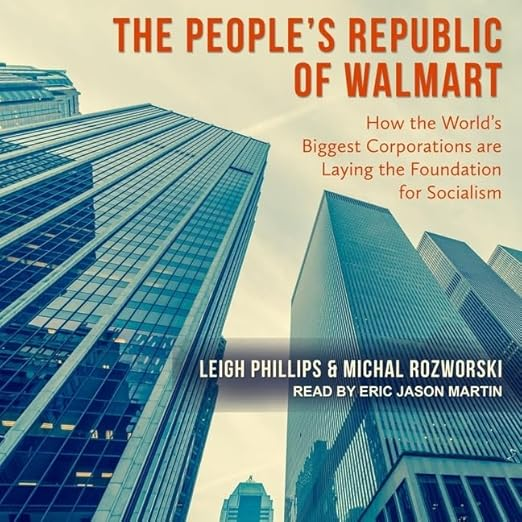 THE PEOPLE'S REPUBLIC
OF WALMART
How the World's
Biggest Corporations are
Laying the Foundation
for Socialism
LEIGH PHILLIPS & MICHAL ROZWORSKI
READ BY ERIC JASON MARTIN